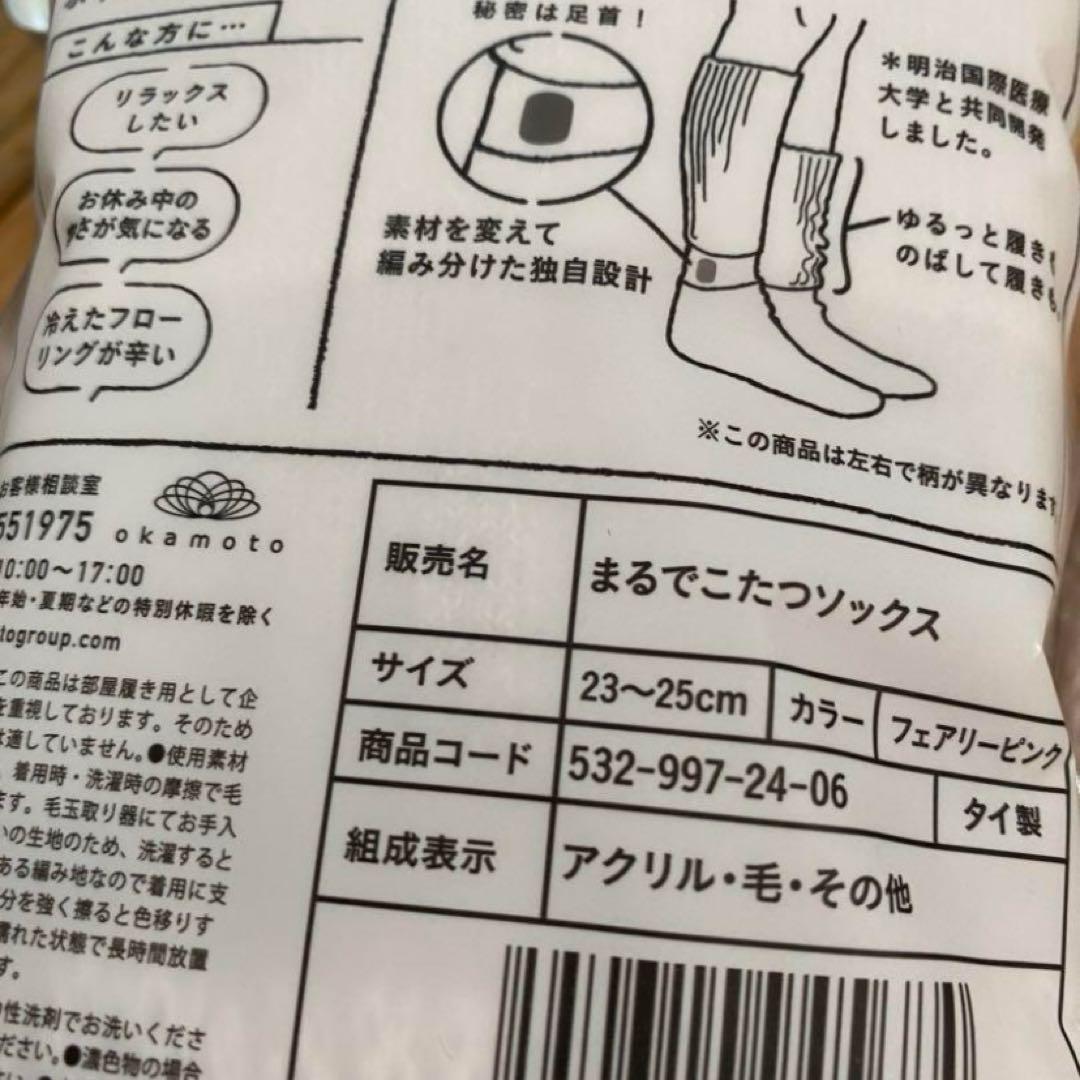 こんな方に…
リラックス
したい
お休み中の
さが気になる
冷えたフロー
リングが辛い
秘密は足首！
素材を変えて
編み分けた独自設計
＊明治国際医療
大学と共同開発
しました。
ゆるっと履き
のばして履き
※この商品は左右で柄が異なります
お客様相談室
551975
okamoto
10:00〜17:00
年始・夏期などの特別休暇を除く
togroup.com
この商品は部屋履き用として企
を重視しております。そのため
は適していません。●使用素材
、着用時・洗濯時の摩擦で毛
ます。毛玉取り器にてお手入
いの生地のため、洗濯すると
ある編み地なので着用に支
分を強く擦ると色移りす
濡れた状態で長時間放置
す。
性洗剤でお洗いくださ
ださい。●濃色物の場合
販売名
まるでこたつソックス
サイズ
23〜25cm
カラー
フェアリーピンク
商品コード
532-997-24-06
タイ製
組成表示
アクリル・毛・その他